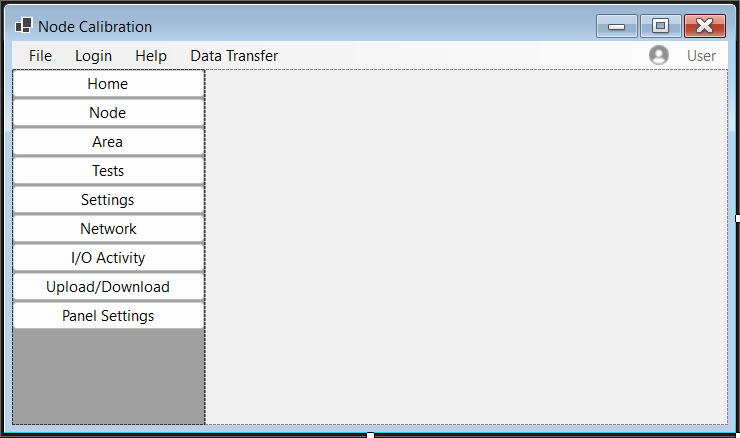 Node Calibration
File Login Help Data Transfer User
Home
Node
Area
Tests
Settings
Network
I/O Activity
Upload/Download
Panel Settings